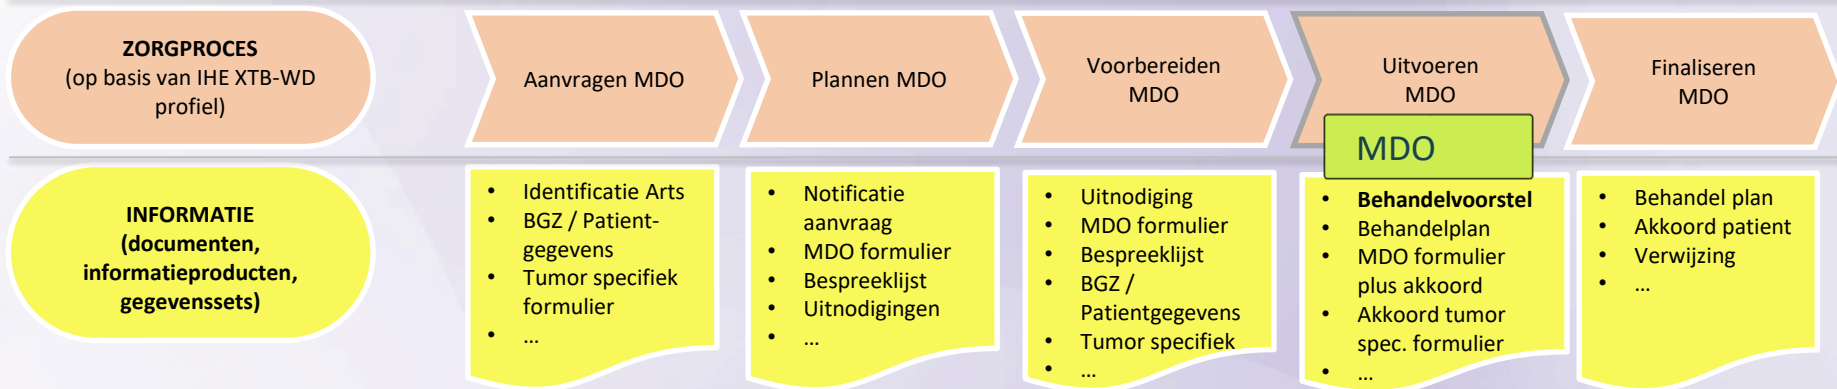 ZORGPROCES
(op basis van IHE XTB-WD
profiel)
Aanvragen MDO
Plannen MDO
Voorbereiden
MDO
Uitvoeren
MDO
Finaliseren
MDO
MDO
INFORMATIE
(documenten,
informatieproducten,
gegevenssets)
• Identificatie Arts
• BGZ / Patient-
gegevens
• Tumor specifiek
formulier
• ...
• Notificatie
aanvraag
• MDO formulier
• Bespreeklijst
• Uitnodigingen
• ...
• Uitnodiging
• MDO formulier
• Bespreeklijst
• BGZ /
Patientgegevens
• Tumor specifiek
• ...
• Behandelvoorstel
• Behandelplan
• MDO formulier
plus akkoord
• Akkoord tumor
spec. formulier
• ...
• Behandel plan
• Akkoord patient
• Verwijzing
• ...